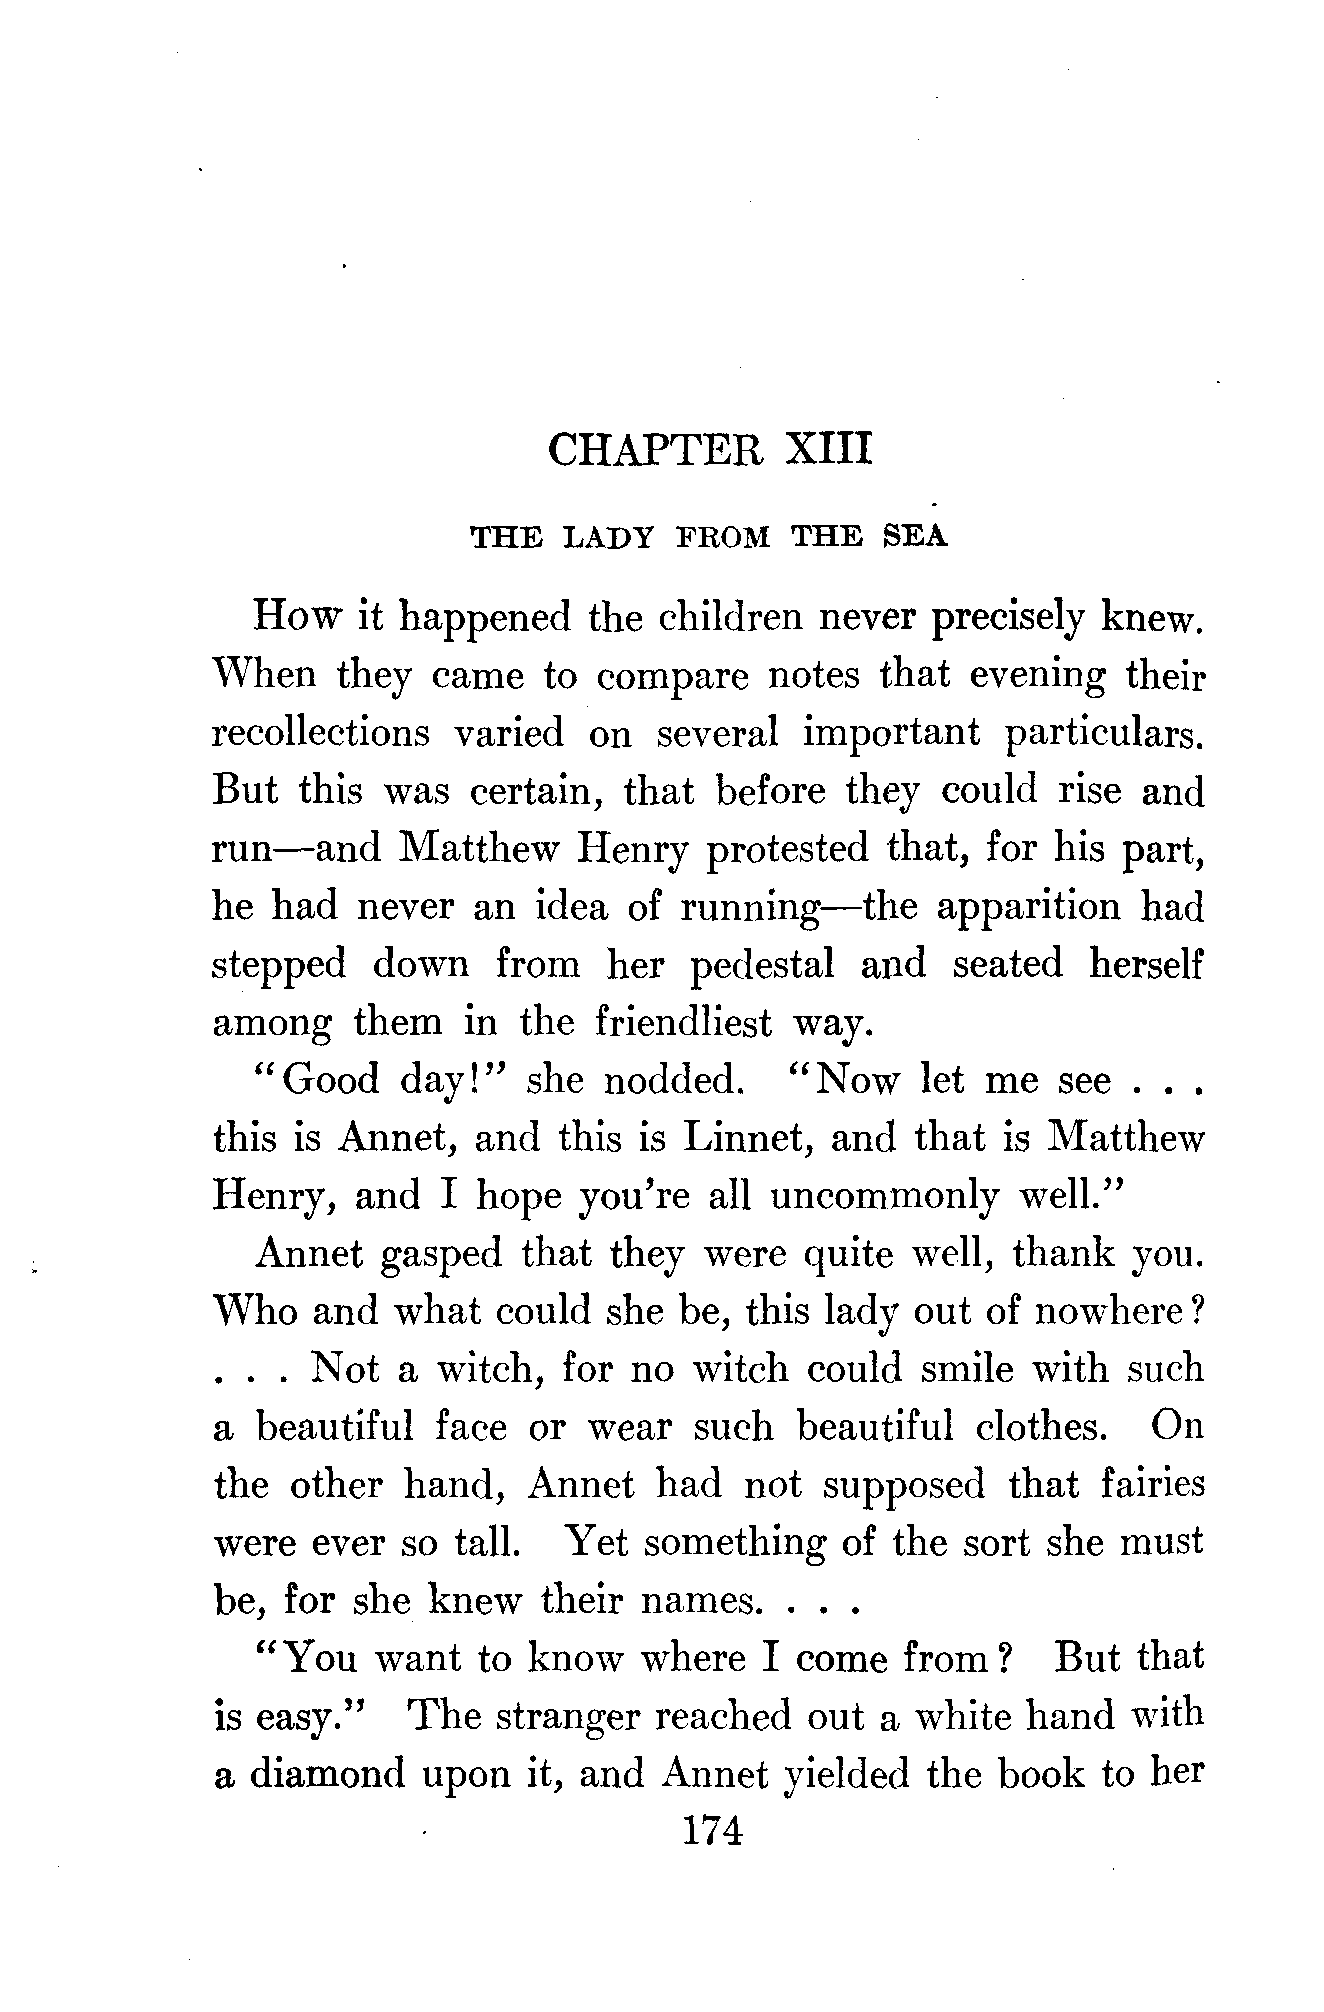 CHAPTER XIII
THE LADY FROM THE SEA
How it happened the children never precisely knew.
When they came to compare notes that evening their
recollections varied on several important particulars.
But this was certain, that before they could rise and
run—and Matthew Henry protested that, for his part,
he had never an idea of running—the apparition had
stepped down from her pedestal and seated herself
among them in the friendliest way.
"Good day!" she nodded. "Now let me see . . .
this is Annet, and this is Linnet, and that is Matthew
Henry, and I hope you're all uncommonly well."
Annet gasped that they were quite well, thank you.
Who and what could she be, this lady out of nowhere?
. . . Not a witch, for no witch could smile with such
a beautiful face or wear such beautiful clothes. On
the other hand, Annet had not supposed that fairies
were ever so tall. Yet something of the sort she must
be, for she knew their names. . . .
"You want to know where I come from? But that
is easy." The stranger reached out a white hand with
a diamond upon it, and Annet yielded the book to her
174